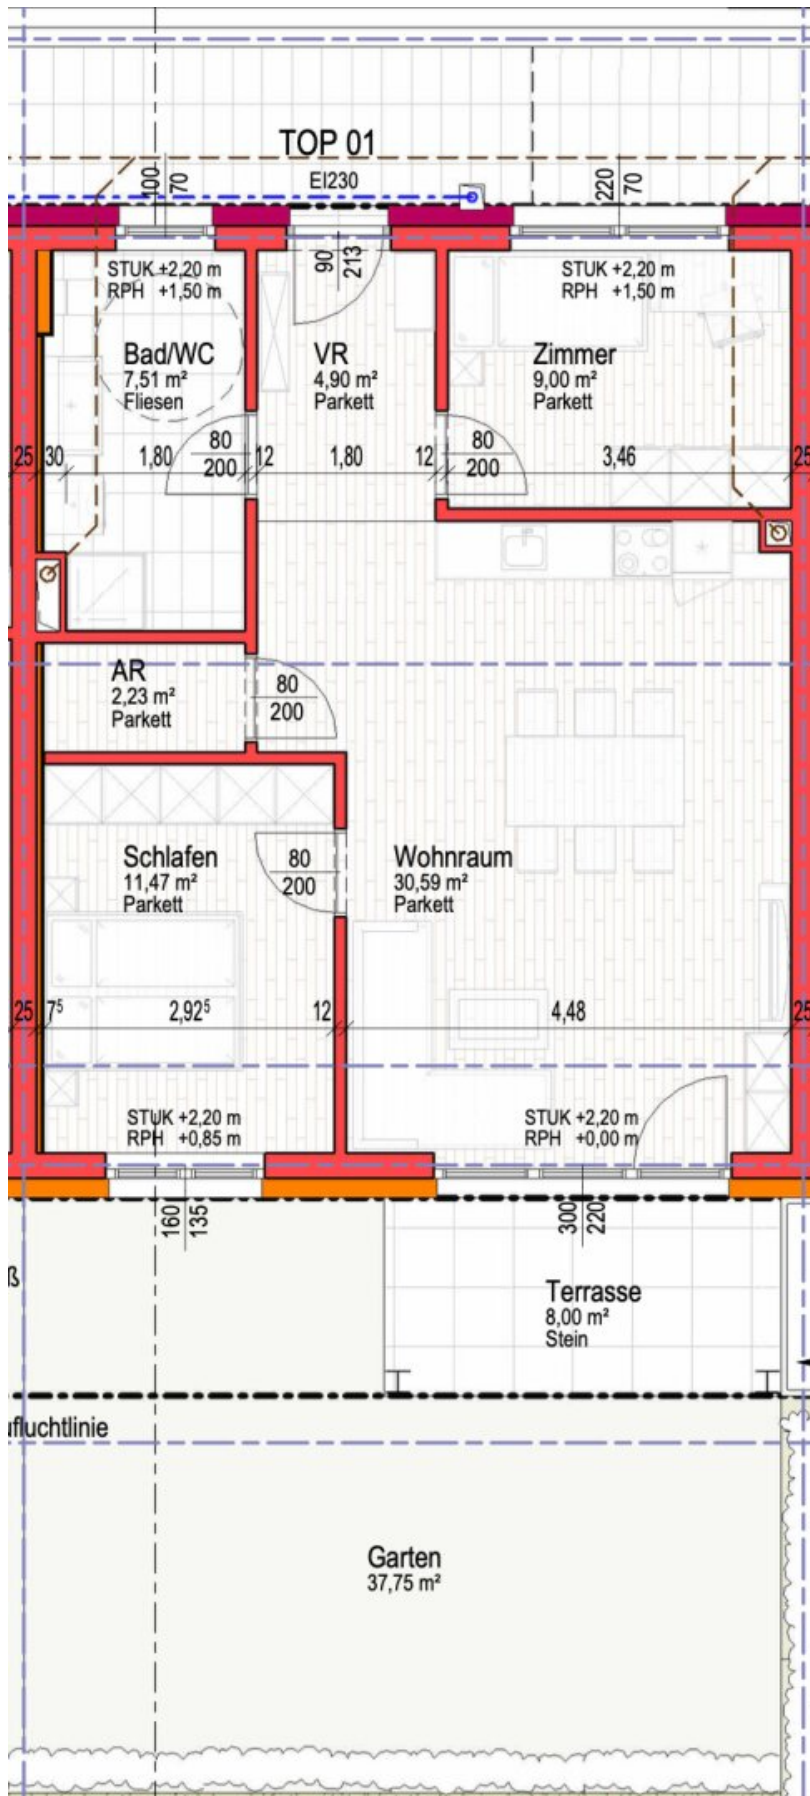 TOP 01
EI230
100
70
220
70
90
213
STUK +2,20 m
RPH +1,50 m
STUK +2,20 m
RPH +1,50 m
Bad/WC
7,51 m²
Fliesen
VR
4,90 m²
Parkett
Zimmer
9,00 m²
Parkett
80
200
80
200
25
30
1,80
12
1,80
12
3,46
25
AR
2,23 m²
Parkett
80
200
Schlafen
11,47 m²
Parkett
80
200
Wohnraum
30,59 m²
Parkett
25
7⁵
2,92⁵
12
4,48
25
STUK +2,20 m
RPH +0,85 m
STUK +2,20 m
RPH +0,00 m
160
135
300
220
ß
Terrasse
8,00 m²
Stein
ufluchtlinie
Garten
37,75 m²